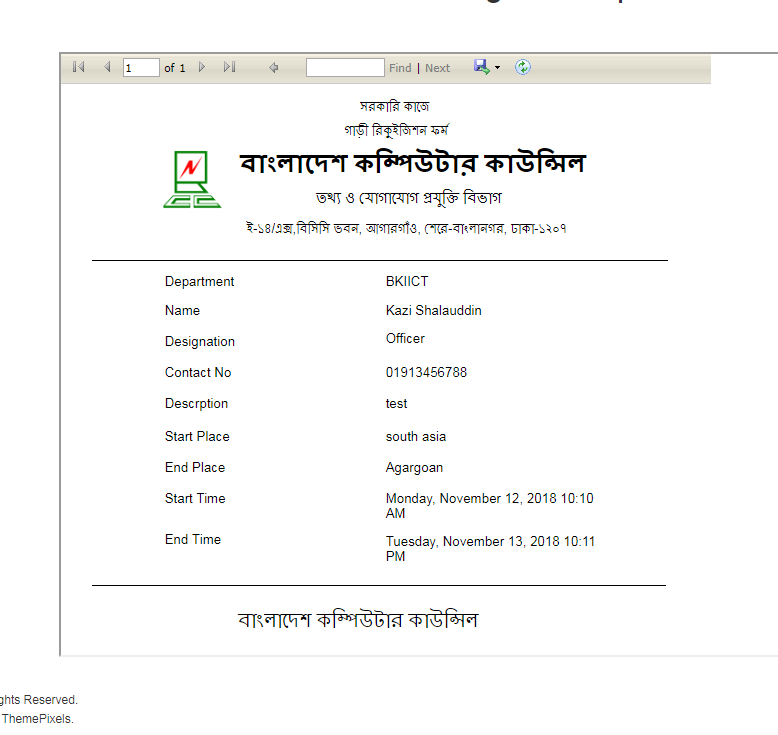 1 of 1 Find | Next
সরকারি কাজে
গাড়ী রিকুইজিশন ফর্ম
বাংলাদেশ কম্পিউটার কাউন্সিল
তথ্য ও যোগাযোগ প্রযুক্তি বিভাগ
ই-১৪/এক্স,বিসিসি ভবন, আগারগাঁও, শেরে-বাংলানগর, ঢাকা-১২০৭
Department BKIICT
Name Kazi Shalauddin
Designation Officer
Contact No 01913456788
Descrption test
Start Place south asia
End Place Agargoan
Start Time Monday, November 12, 2018 10:10
AM
End Time Tuesday, November 13, 2018 10:11
PM
বাংলাদেশ কম্পিউটার কাউন্সিল
ghts Reserved.
ThemePixels.